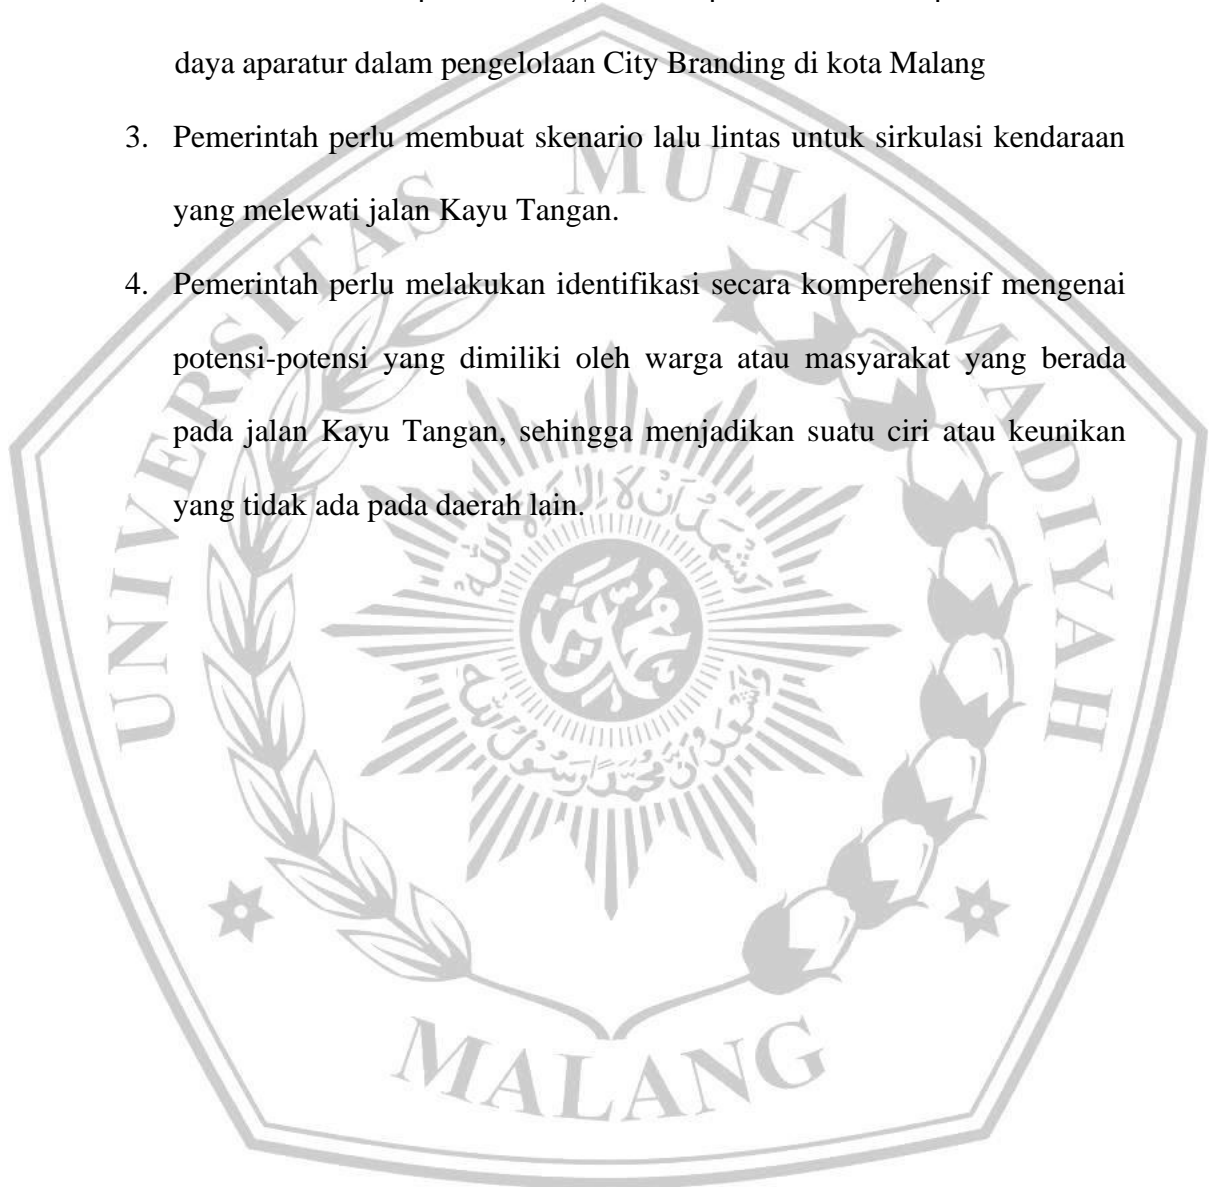 daya aparatur dalam pengelolaan City Branding di kota Malang
3. Pemerintah perlu membuat skenario lalu lintas untuk sirkulasi kendaraan
yang melewati jalan Kayu Tangan.
4. Pemerintah perlu melakukan identifikasi secara komperehensif mengenai
potensi-potensi yang dimiliki oleh warga atau masyarakat yang berada
pada jalan Kayu Tangan, sehingga menjadikan suatu ciri atau keunikan
yang tidak ada pada daerah lain.
UNIVERSITAS MUHAMMADIYAH
MALANG